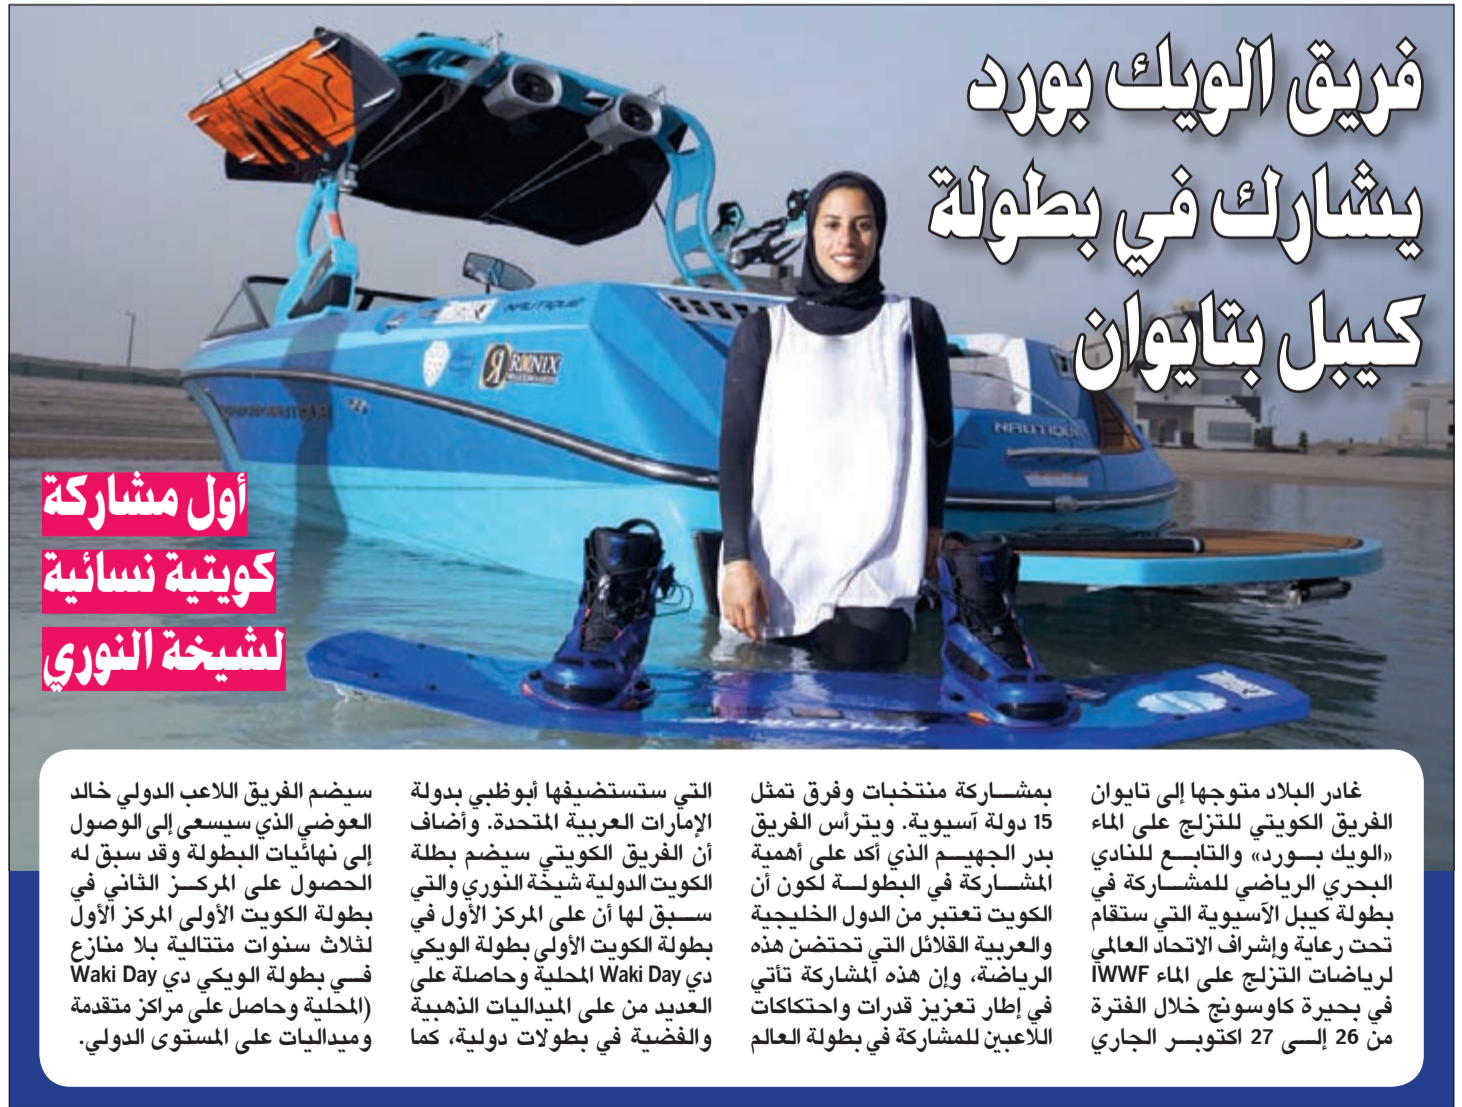 فريق الويك بورد
يشارك في بطولة
كيبل بتايوان
NAUTIQUE
RONIX
NAUTIQUE
أول مشاركة
كويتية نسائية
لشيخة النوري
غادر البلاد متوجها إلى تايوان
الفريق الكويتي للتزلج على الماء
«الويك بورد» والتابع للنادي
البحري الرياضي للمشاركة في
بطولة كيبل الآسيوية التي ستقام
تحت رعاية وإشراف الاتحاد العالمي
لرياضات التزلج على الماء IWWF
في بحيرة كاوسونج خلال الفترة
من 26 إلى 27 اكتوبر الجاري
بمشاركة منتخبات وفرق تمثل
15 دولة آسيوية. ويترأس الفريق
بدر الجهيم الذي أكد على أهمية
المشاركة في البطولة لكون أن
الكويت تعتبر من الدول الخليجية
والعربية القلائل التي تحتضن هذه
الرياضة، وإن هذه المشاركة تأتي
في إطار تعزيز قدرات واحتكاكات
اللاعبين للمشاركة في بطولة العالم
التي ستستضيفها أبوظبي بدولة
الإمارات العربية المتحدة. وأضاف
أن الفريق الكويتي سيضم بطلة
الكويت الدولية شيخة النوري والتي
سبق لها أن على المركز الأول في
بطولة الكويت الأولى بطولة الويكي
دي Waki Day المحلية وحاصلة على
العديد من على الميداليات الذهبية
والفضية في بطولات دولية، كما
سيضم الفريق اللاعب الدولي خالد
العوضي الذي سيسعى إلى الوصول
إلى نهائيات البطولة وقد سبق له
الحصول على المركز الثاني في
بطولة الكويت الأولى المركز الأول
لثلاث سنوات متتالية بلا منازع
في بطولة الويكي دي Waki Day
(المحلية وحاصل على مراكز متقدمة
وميداليات على المستوى الدولي.